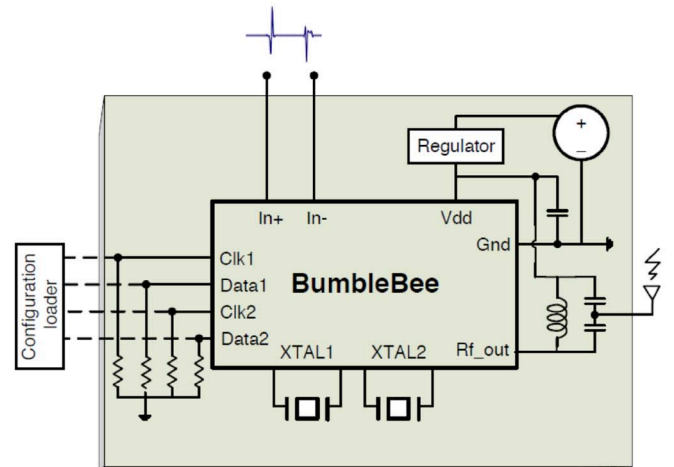 +
−
Regulator
In+
In-
Vdd
Gnd
Configuration
loader
Clk1
Data1
Clk2
Data2
BumbleBee
XTAL1
XTAL2
Rf_out